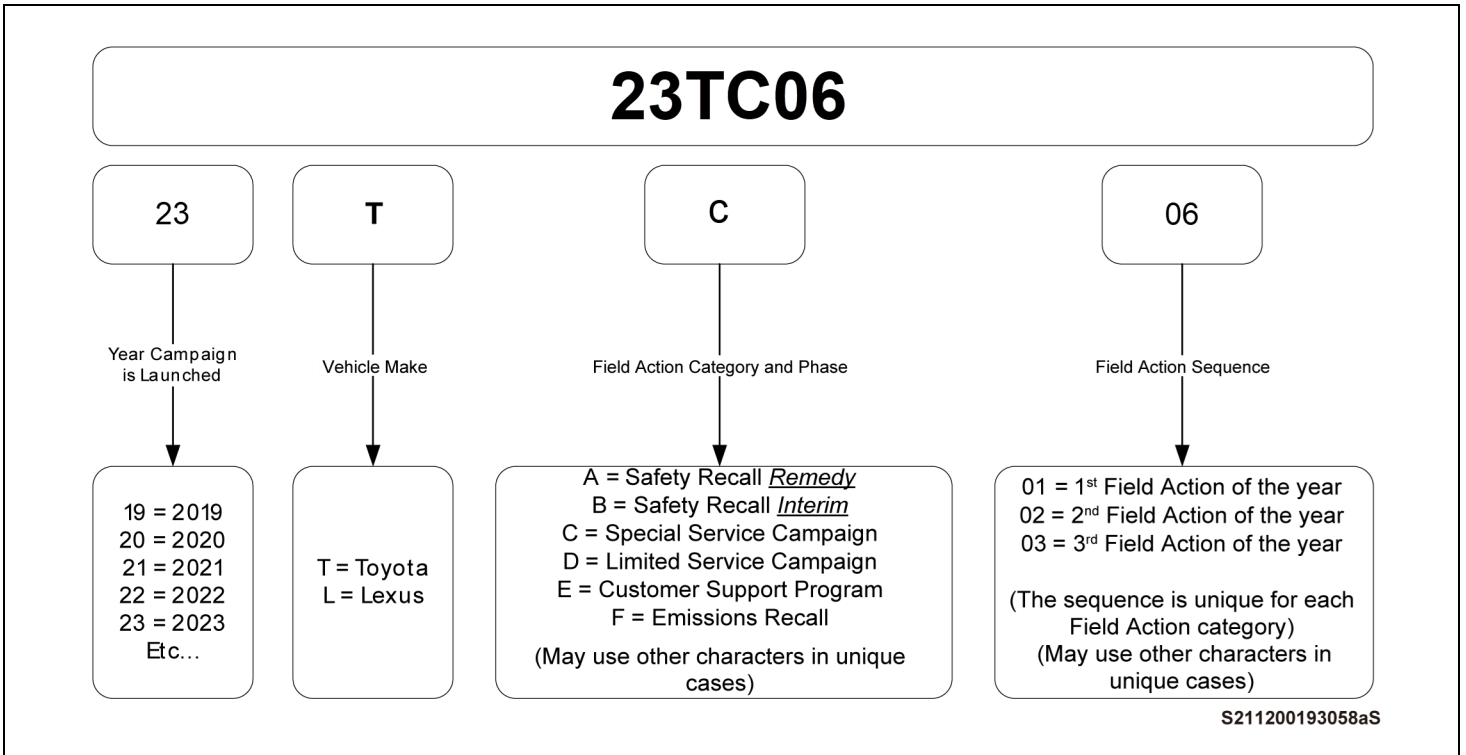 23TC06
23
T
C
06
Year Campaign
is Launched
Vehicle Make
Field Action Category and Phase
Field Action Sequence
19 = 2019
20 = 2020
21 = 2021
22 = 2022
23 = 2023
Etc...
T = Toyota
L = Lexus
A = Safety Recall Remedy
B = Safety Recall Interim
C = Special Service Campaign
D = Limited Service Campaign
E = Customer Support Program
F = Emissions Recall
(May use other characters in unique
cases)
01 = 1st Field Action of the year
02 = 2nd Field Action of the year
03 = 3rd Field Action of the year
(The sequence is unique for each
Field Action category)
(May use other characters in
unique cases)
S211200193058aS